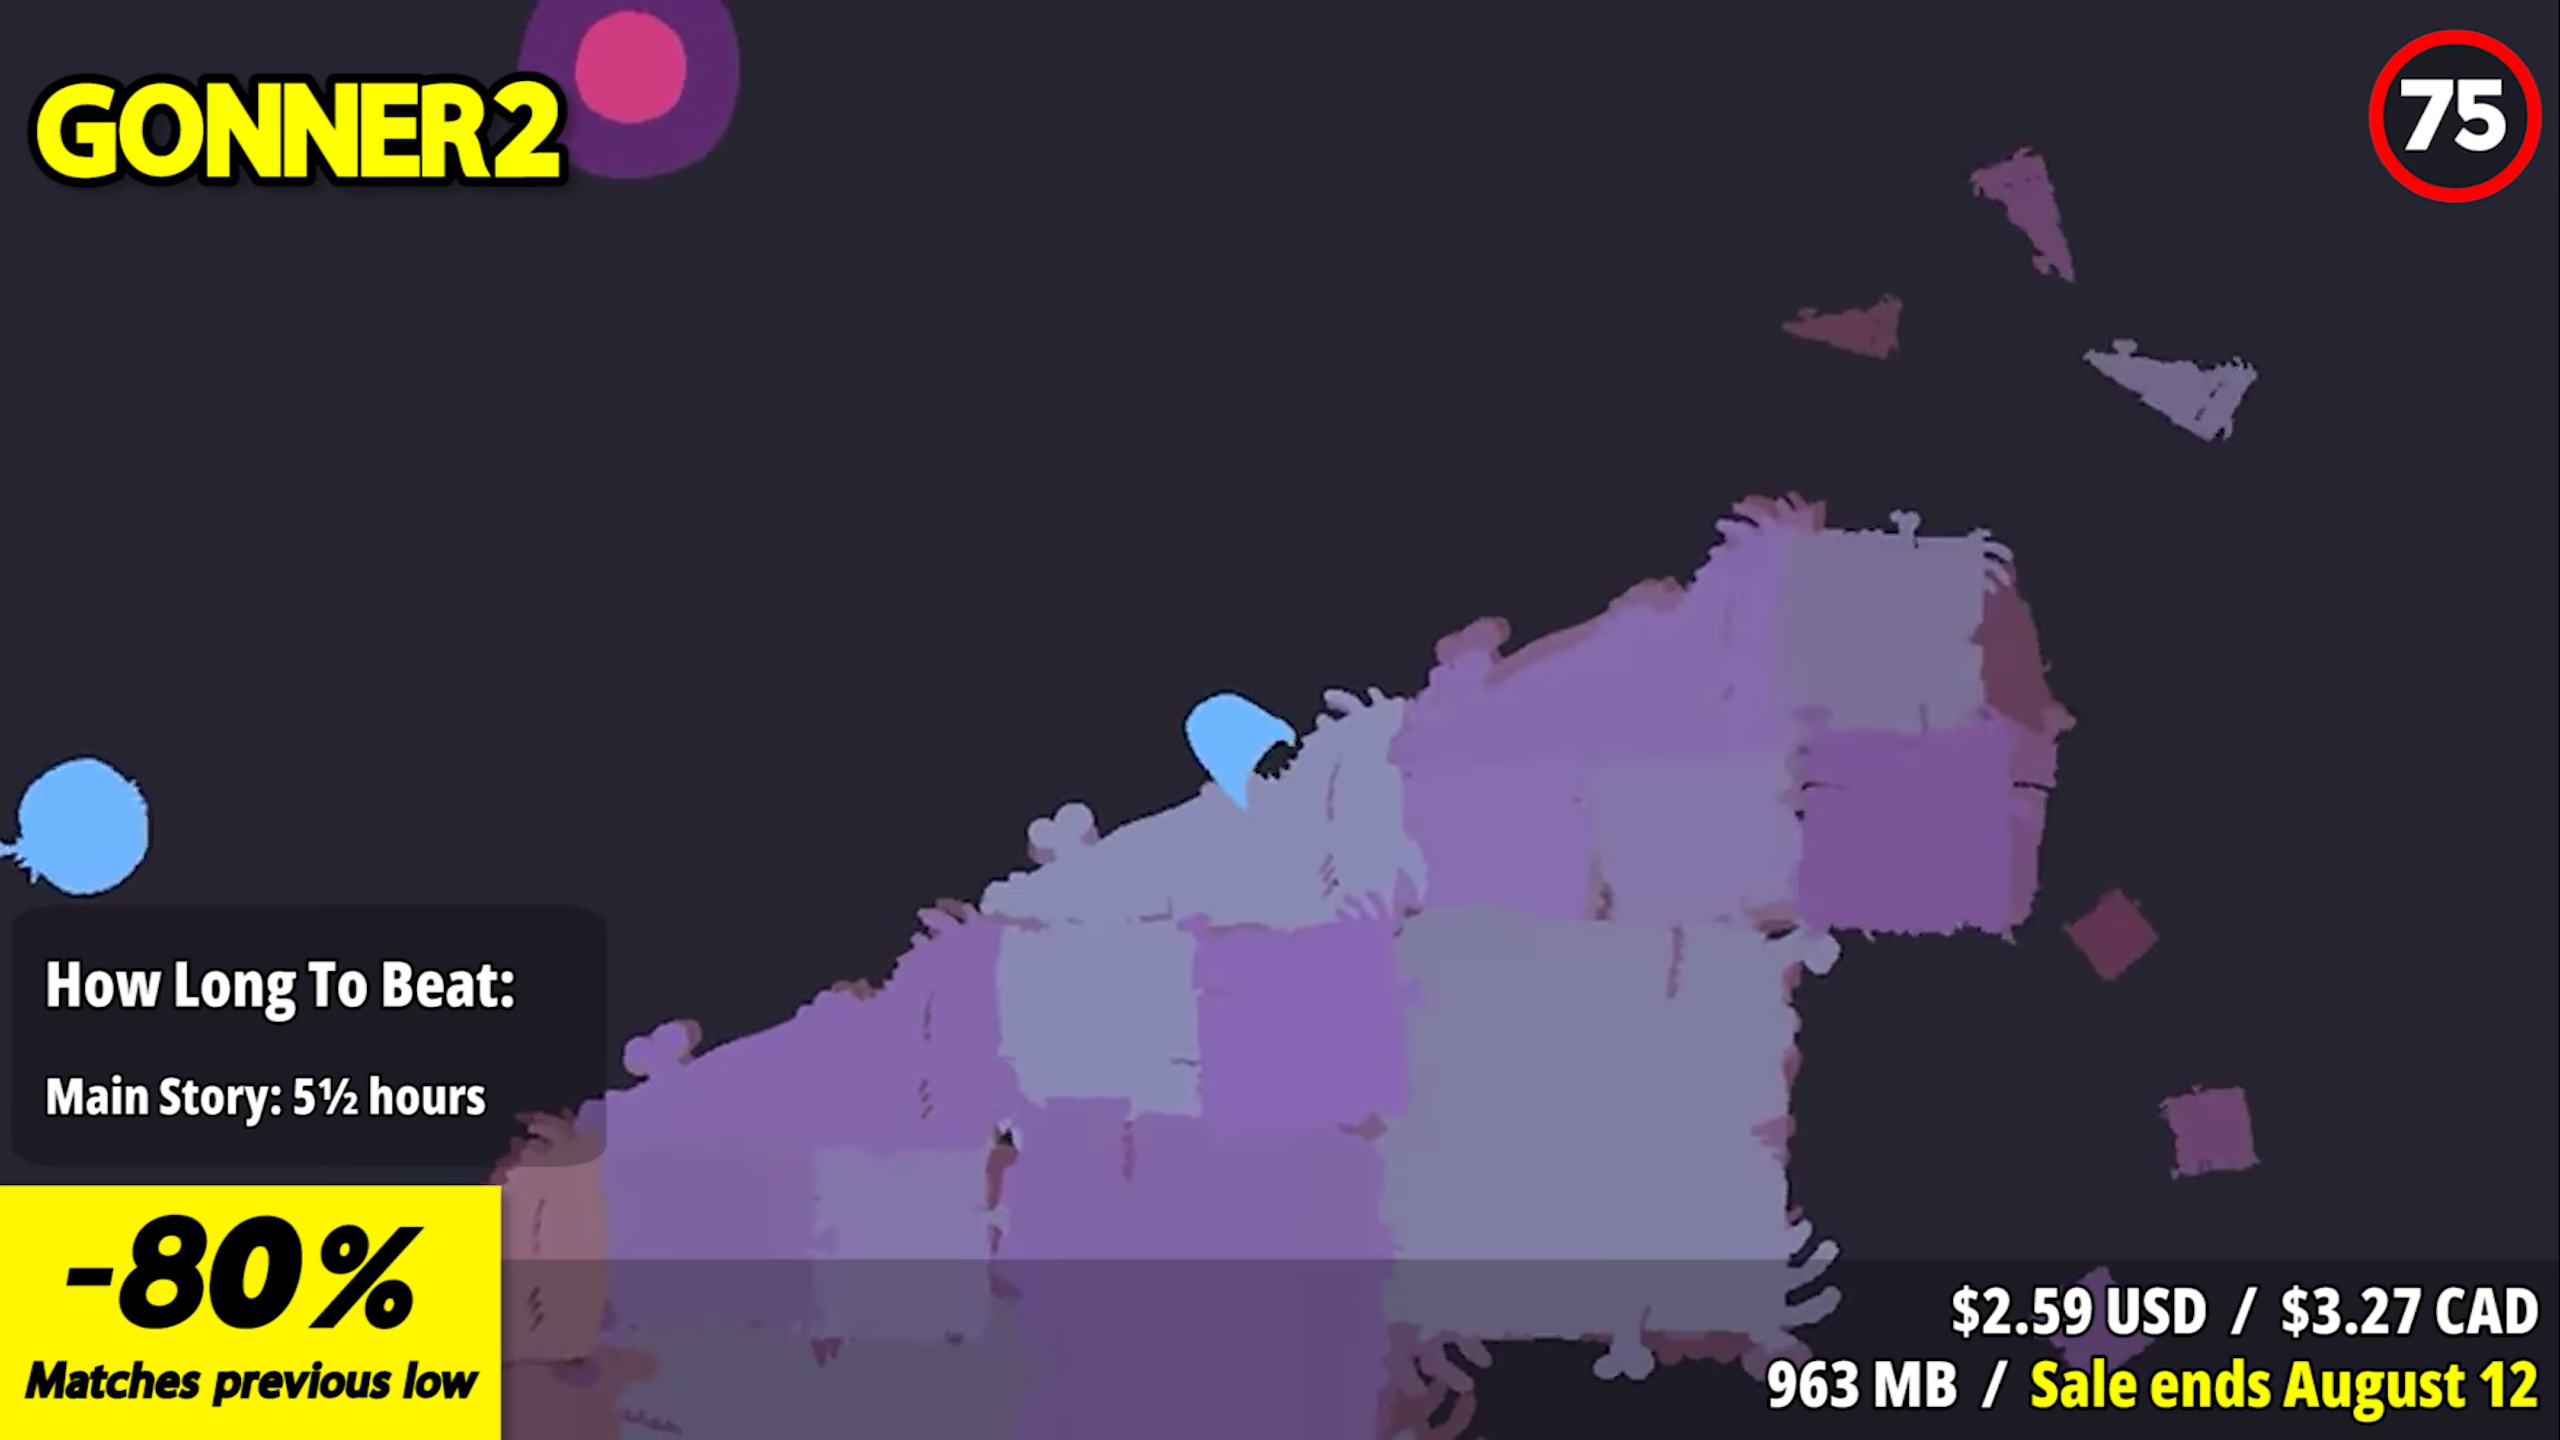 GONNER2
75
How Long To Beat:
Main Story: 5½ hours
-80%
Matches previous low
$2.59 USD / $3.27 CAD
963 MB / Sale ends August 12